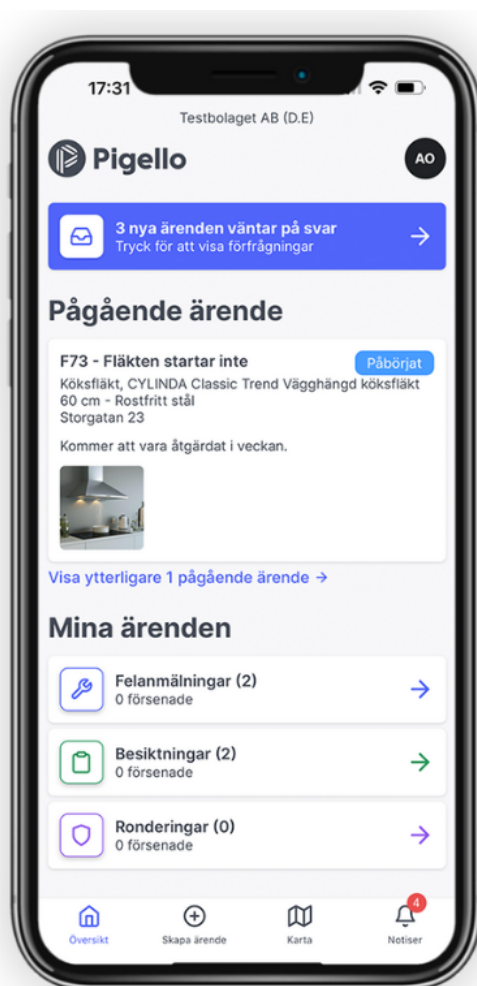 17:31
Testbolaget AB (D.E)
Pigello
AO
3 nya ärenden väntar på svar
Tryck för att visa förfrågningar
Pågående ärende
F73 - Fläkten startar inte
Påbörjat
Köksfläkt, CYLINDA Classic Trend Vägghängd köksfläkt
60 cm - Rostfritt stål
Storgatan 23
Kommer att vara åtgärdat i veckan.
Visa ytterligare 1 pågående ärende →
Mina ärenden
Felanmälningar (2)
0 försenade
Besiktningar (2)
0 försenade
Ronderingar (0)
0 försenade
4
Översikt
Skapa ärende
Karta
Notiser